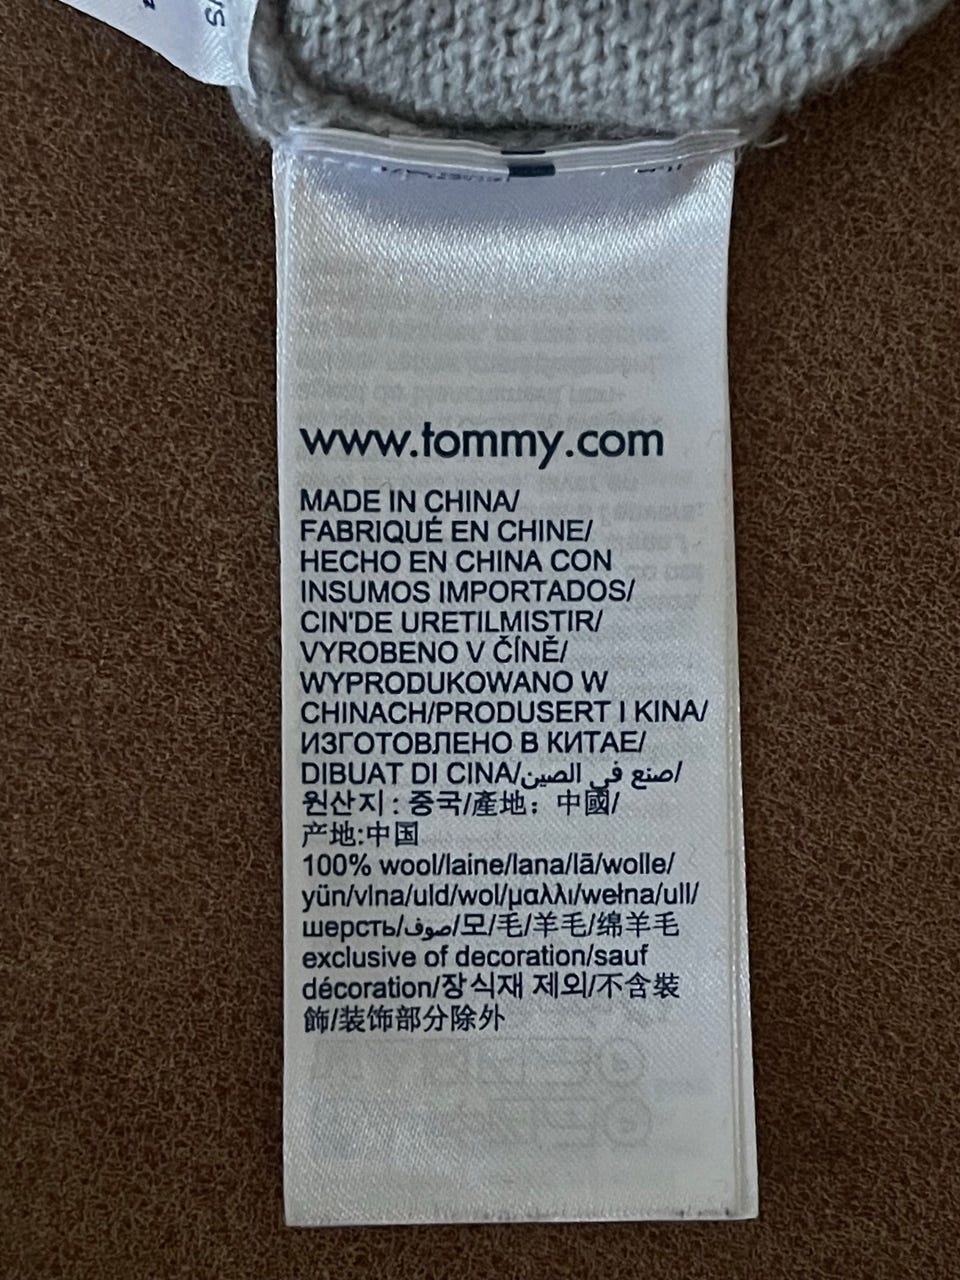 www.tommy.com
MADE IN CHINA/
FABRIQUÉ EN CHINE/
HECHO EN CHINA CON
INSUMOS IMPORTADOS/
CIN'DE URETILMISTIR/
VYROBENO V ČÍNĚ/
WYPRODUKOWANO W
CHINACH/PRODUSERT I KINA/
ИЗГОТОВЛЕНО В КИТАЕ/
DIBUAT DI CINA/صنع في الصين/
원산지 : 중국/產地：中國/
产地:中国
100% wool/laine/lana/lã/wolle/
yün/vlna/uld/wol/μαλλι/wełna/ull/
шерсть/صوف/모/毛/羊毛/绵羊毛
exclusive of decoration/sauf
décoration/장식재 제외/不含裝
飾/装饰部分除外